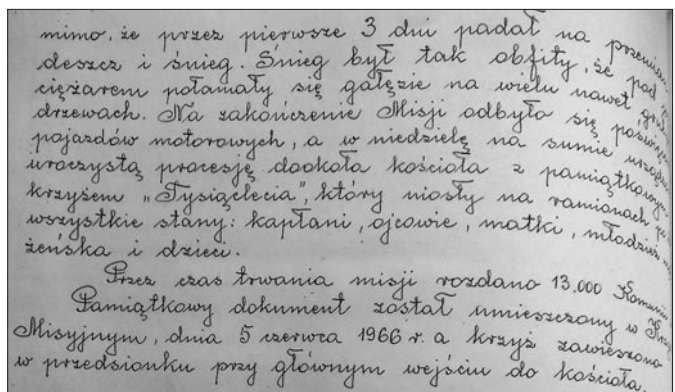 mimo, że przez pierwsze 3 dni padał na przemian
deszcz i śnieg. Śnieg był tak obfity, że pod
ciężarem połamały się gałęzie na wielu nawet
drzewach. Na zakończenie Misji odbyło się
pojazdów motorowych, a w niedzielę na sumie
uroczystą procesję dookoła kościoła z
krzyżem „Tysiąclecia", który niosły na ramionach
wszystkie stany: kapłani, ojcowie, matki, młodzież
żeńska i dzieci.
Przez czas trwania misji rozdano 13.000
Pamiątkowy dokument został umieszczony w
Misyjnym, dnia 5 czerwca 1966 r. a krzyż zawieszono
w przedsionku przy głównym wejściu do kościoła.